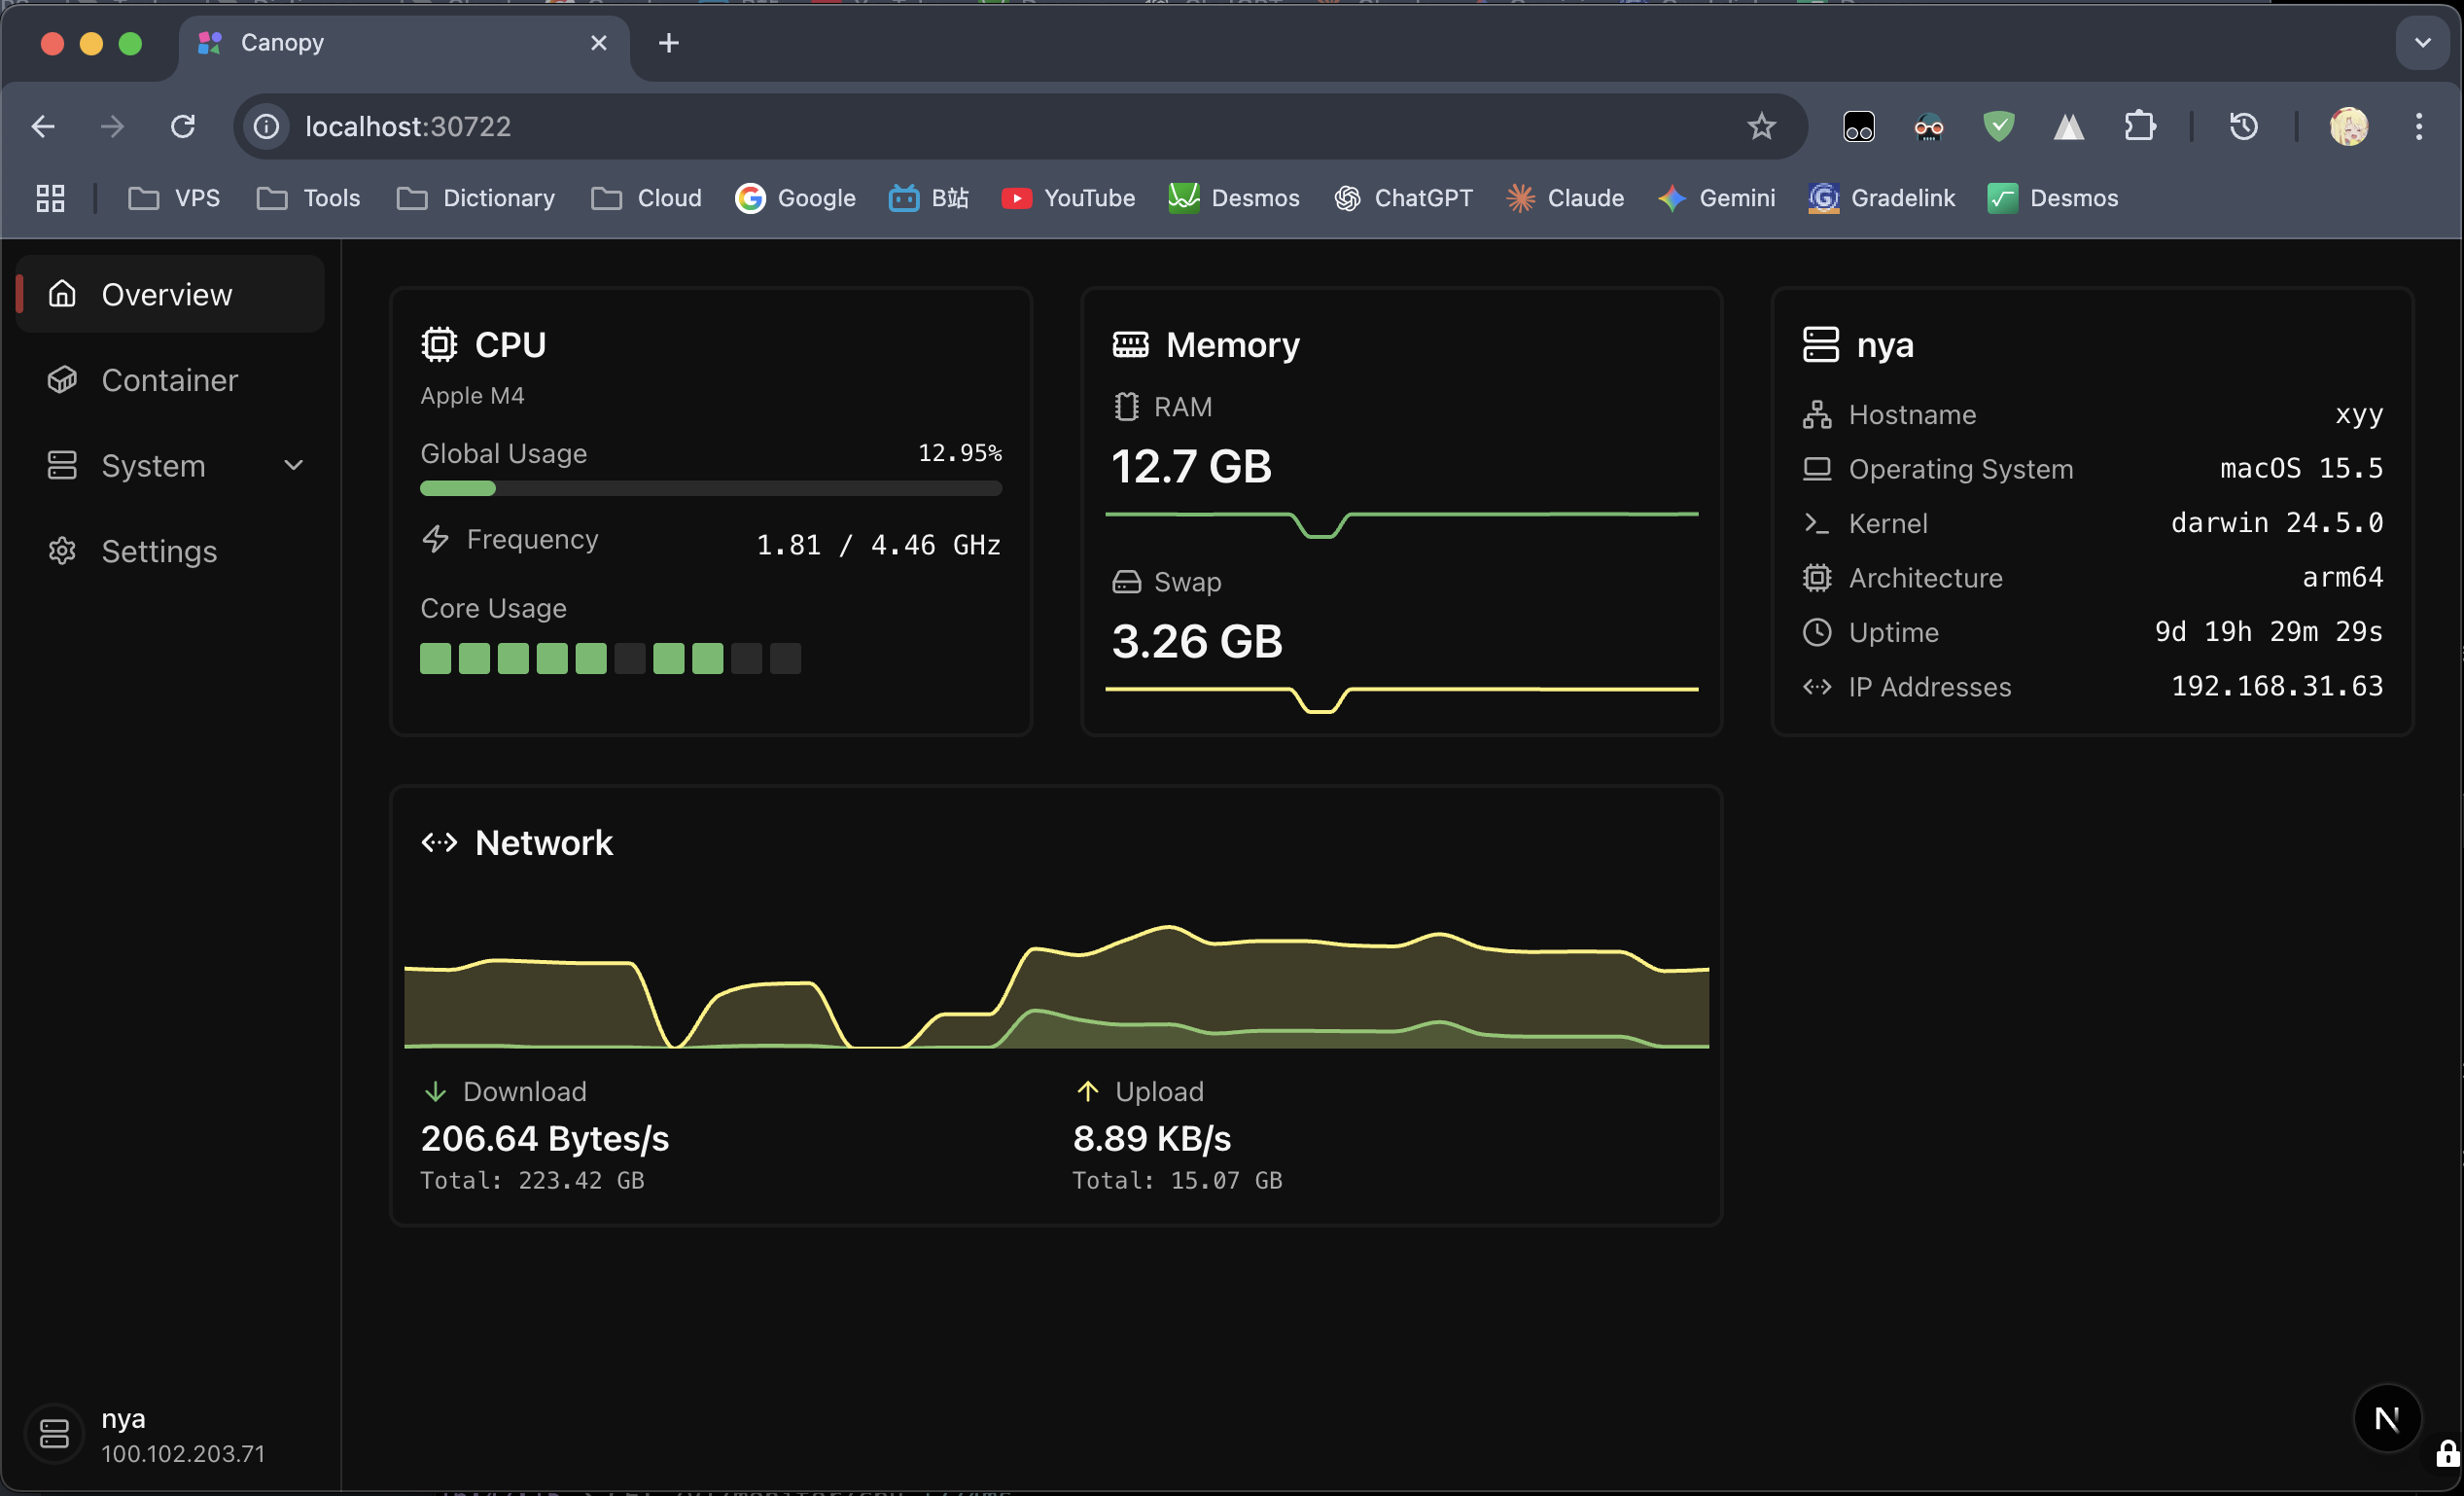 Canopy
localhost:30722
VPS
Tools
Dictionary
Cloud
Google
B站
YouTube
Desmos
ChatGPT
Claude
Gemini
Gradelink
Desmos
Overview
Container
System
Settings
CPU
Apple M4
Global Usage 12.95%
Frequency 1.81 / 4.46 GHz
Core Usage
Memory
RAM
12.7 GB
Swap
3.26 GB
nya
Hostname xyy
Operating System macOS 15.5
Kernel darwin 24.5.0
Architecture arm64
Uptime 9d 19h 29m 29s
IP Addresses 192.168.31.63
Network
Download
206.64 Bytes/s
Total: 223.42 GB
Upload
8.89 KB/s
Total: 15.07 GB
nya
100.102.203.71
N